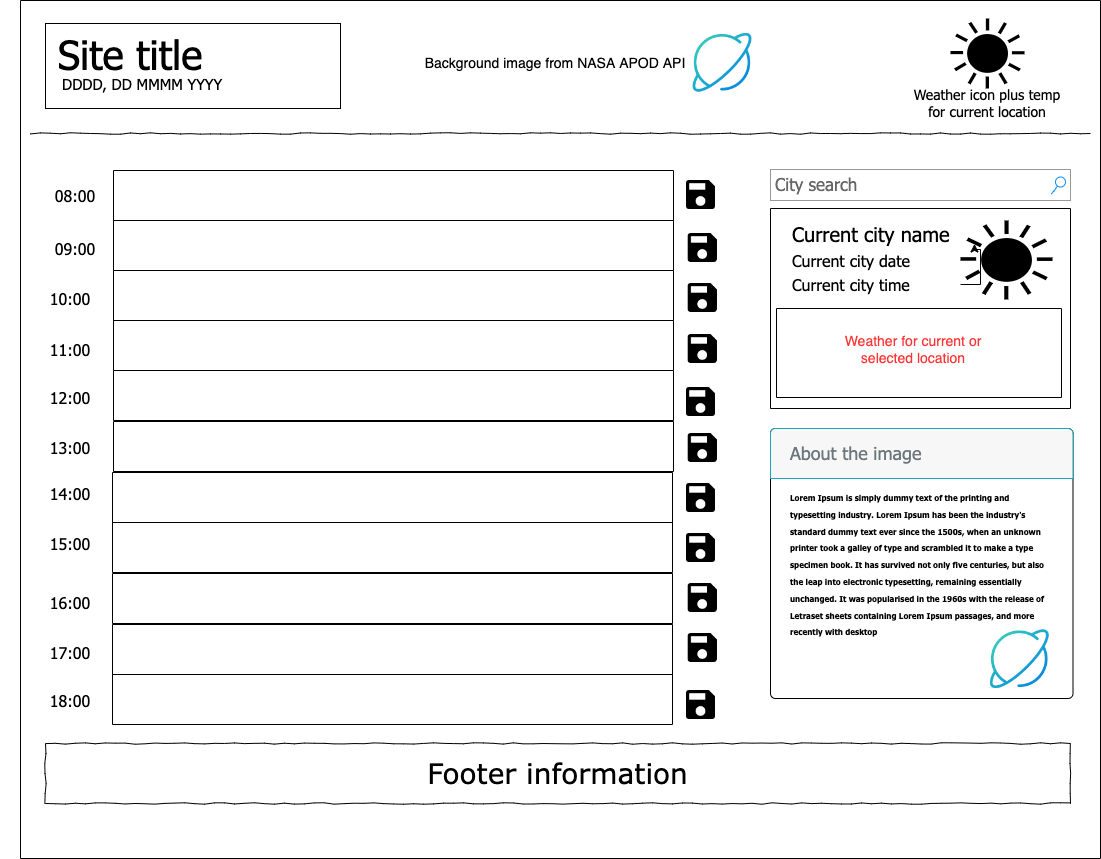 Site title
DDDD, DD MMMM YYYY
Background image from NASA APOD API
Weather icon plus temp
for current location
08:00
09:00
10:00
11:00
12:00
13:00
14:00
15:00
16:00
17:00
18:00
City search
Current city name
Current city date
Current city time
Weather for current or
selected location
About the image
Lorem Ipsum is simply dummy text of the printing and
typesetting industry. Lorem Ipsum has been the industry's
standard dummy text ever since the 1500s, when an unknown
printer took a galley of type and scrambled it to make a type
specimen book. It has survived not only five centuries, but also
the leap into electronic typesetting, remaining essentially
unchanged. It was popularised in the 1960s with the release of
Letraset sheets containing Lorem Ipsum passages, and more
recently with desktop
Footer information